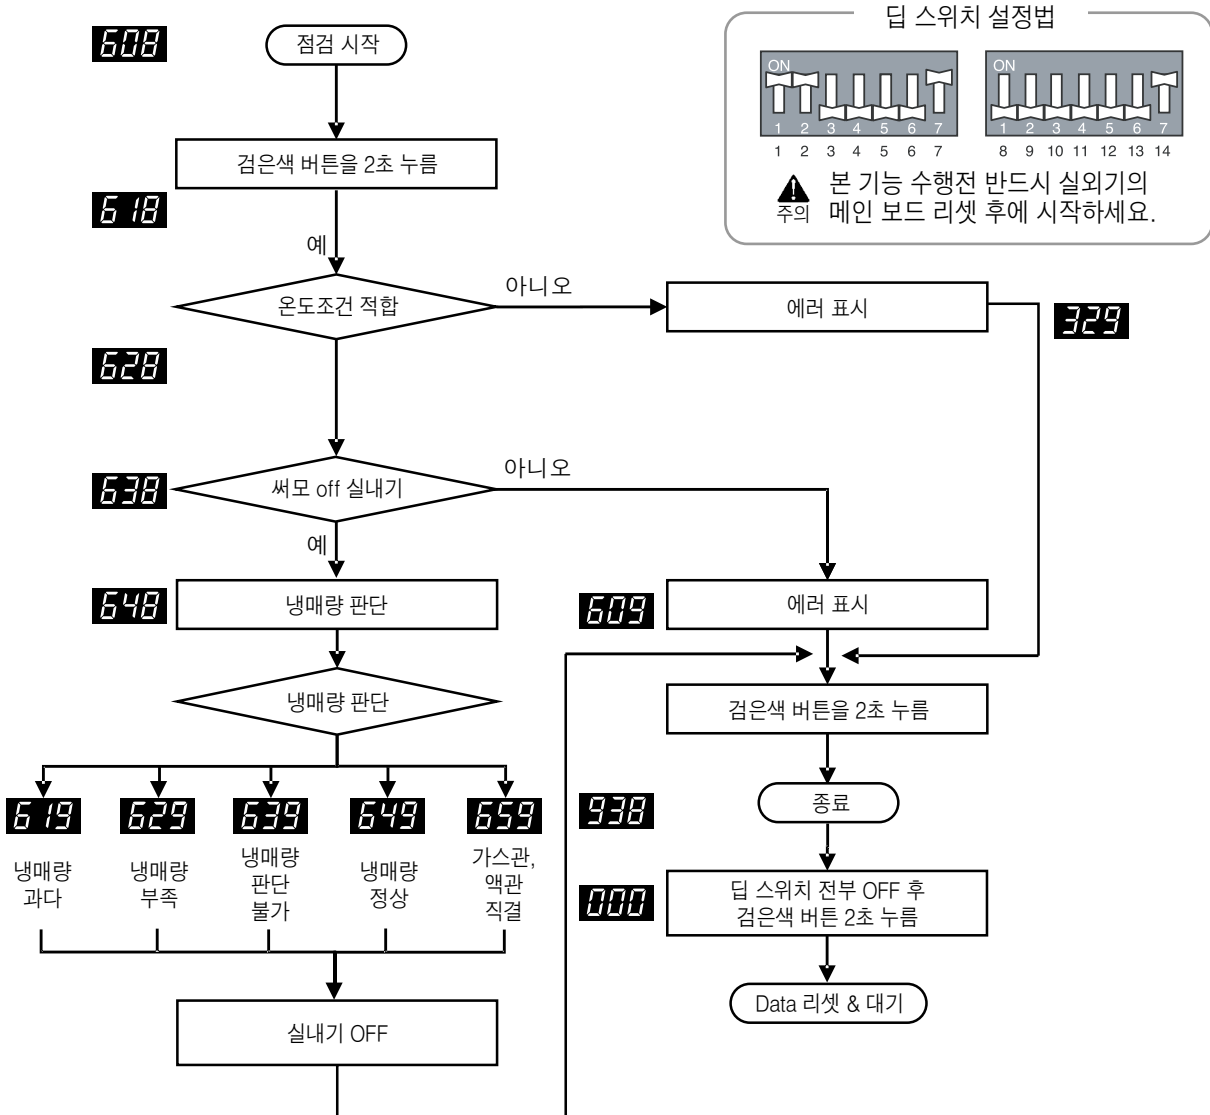 딥 스위치 설정법
ON
1 2 3 4 5 6 7
1 2 3 4 5 6 7
ON
1 2 3 4 5 6 7
8 9 10 11 12 13 14
주의
본 기능 수행전 반드시 실외기의
메인 보드 리셋 후에 시작하세요.
608
점검 시작
검은색 버튼을 2초 누름
618
예
온도조건 적합
아니오
에러 표시
329
628
638
써모 off 실내기
아니오
예
648
냉매량 판단
609
에러 표시
냉매량 판단
검은색 버튼을 2초 누름
619
냉매량
과다
629
냉매량
부족
639
냉매량
판단
불가
649
냉매량
정상
659
가스관,
액관
직결
938
종료
000
딥 스위치 전부 OFF 후
검은색 버튼 2초 누름
실내기 OFF
Data 리셋 & 대기